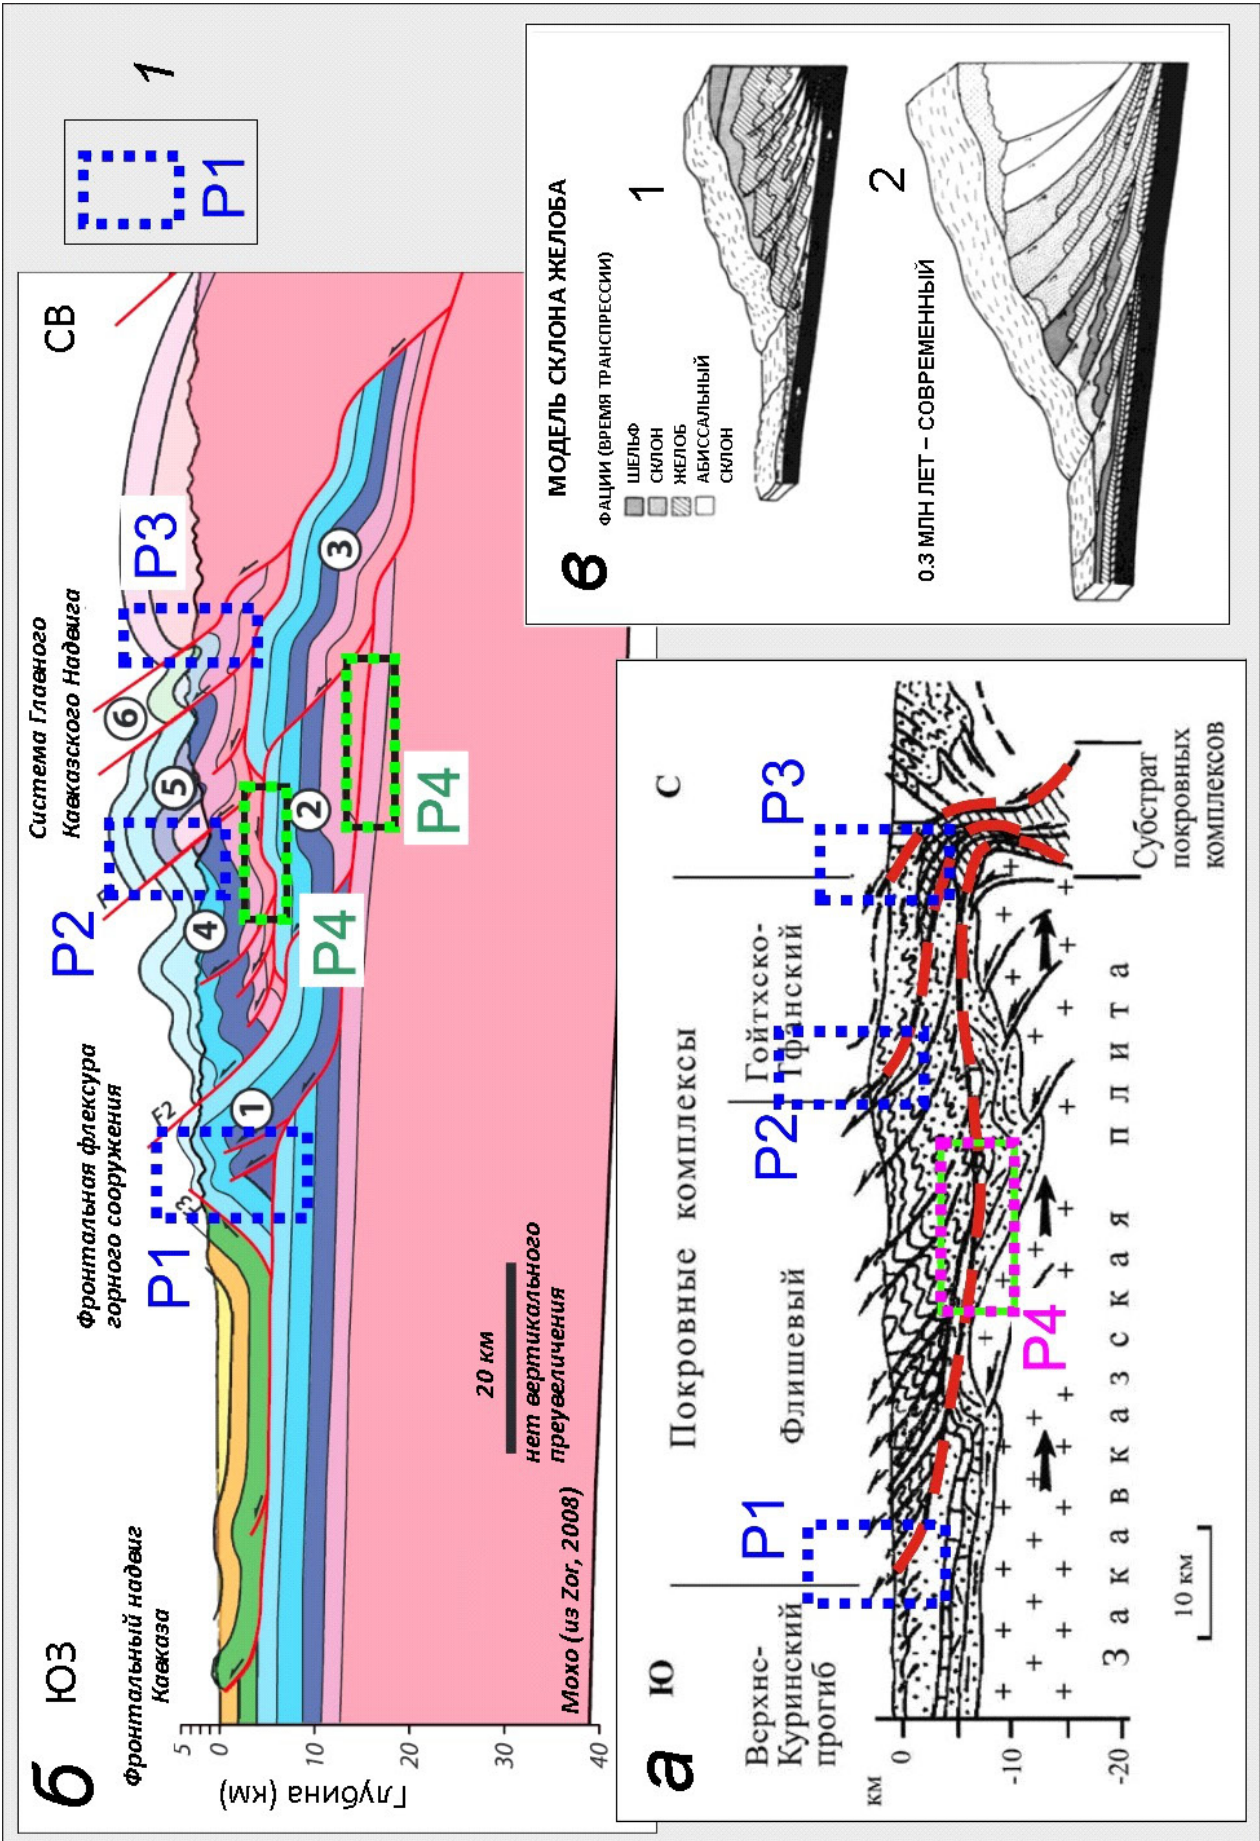 б
ЮЗ
СВ
Фронтальный надвиг
Кавказа
Фронтальная флексура
горного сооружения
Система Главного
Кавказского Надвига
P1
P2
P3
F2
1
2
3
4
5
6
P4
P4
5
0
10
20
30
40
Глубина (км)
20 км
нет вертикального
преувеличения
Мохо (из Zor, 2008)
P1
1
а
Ю
С
Верхне-
Куринский
прогиб
Покровные комплексы
Флишевый
Гойтхско-
Тфанский
P1
P2
P3
P4
км
0
-10
-20
10 км
Закавказская плита
Субстрат
покровных
комплексов
в
МОДЕЛЬ СКЛОНА ЖЕЛОБА
ФАЦИИ (ВРЕМЯ ТРАНСПРЕССИИ)
ШЕЛЬФ
СКЛОН
ЖЕЛОБ
АБИССАЛЬНЫЙ
СКЛОН
1
0.3 МЛН ЛЕТ – СОВРЕМЕННЫЙ
2